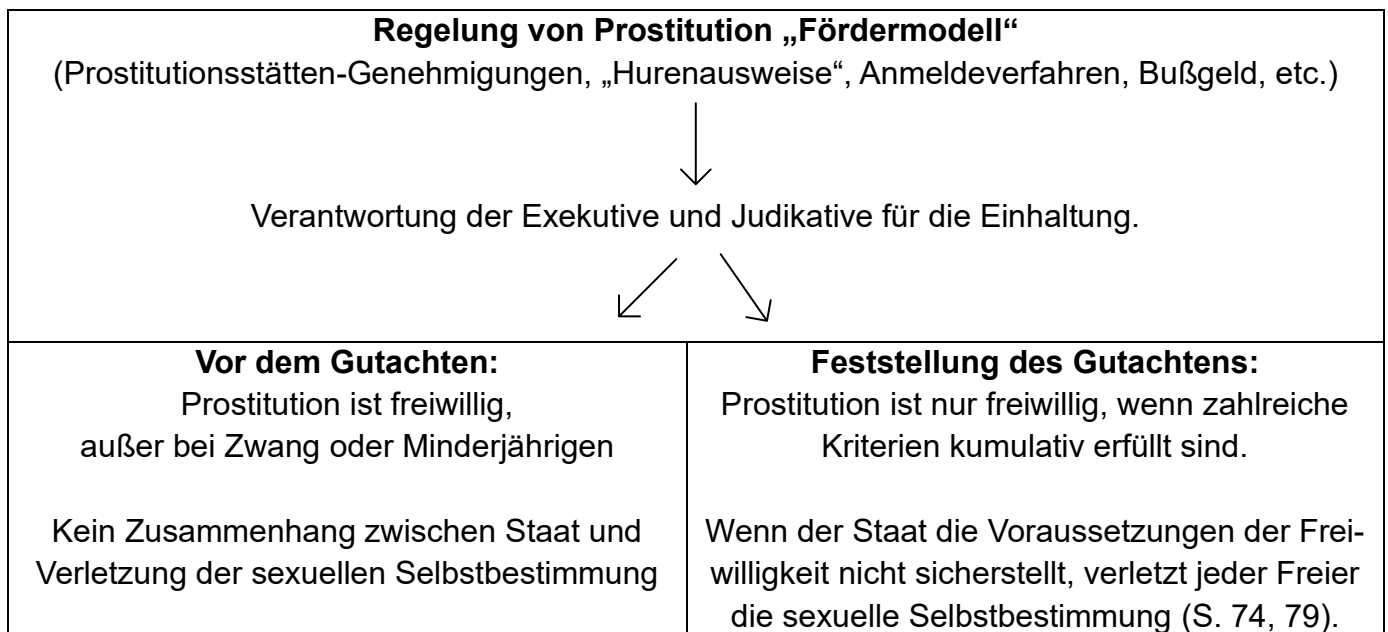 Regelung von Prostitution „Fördermodell“
(Prostitutionsstätten-Genehmigungen, „Hurenausweise“, Anmeldeverfahren, Bußgeld, etc.)
Verantwortung der Exekutive und Judikative für die Einhaltung.
Vor dem Gutachten:
Prostitution ist freiwillig,
außer bei Zwang oder Minderjährigen
Kein Zusammenhang zwischen Staat und
Verletzung der sexuellen Selbstbestimmung
Feststellung des Gutachtens:
Prostitution ist nur freiwillig, wenn zahlreiche
Kriterien kumulativ erfüllt sind.
Wenn der Staat die Voraussetzungen der Frei-
willigkeit nicht sicherstellt, verletzt jeder Freier
die sexuelle Selbstbestimmung (S. 74, 79).